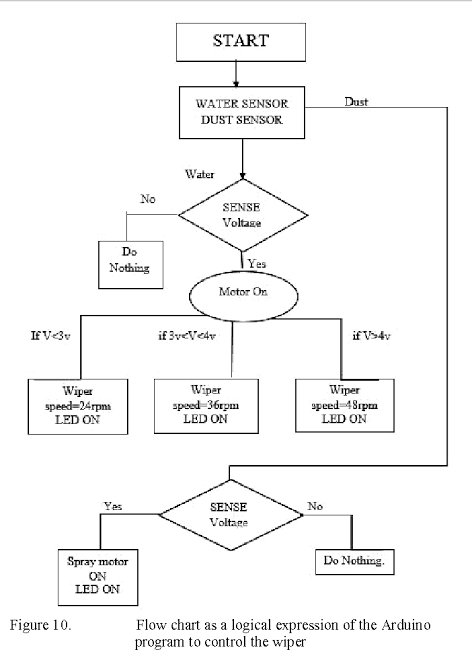 START
WATER SENSOR
DUST SENSOR
Dust
Water
No
SENSE
Voltage
Do
Nothing
Yes
Motor On
If V<3v
if 3v<V<4v
if V>4v
Wiper
speed=24rpm
LED ON
Wiper
speed=36rpm
LED ON
Wiper
speed=48rpm
LED ON
Yes
SENSE
Voltage
No
Spray motor
ON
LED ON
Do Nothing.
Figure 10. Flow chart as a logical expression of the Arduino
program to control the wiper